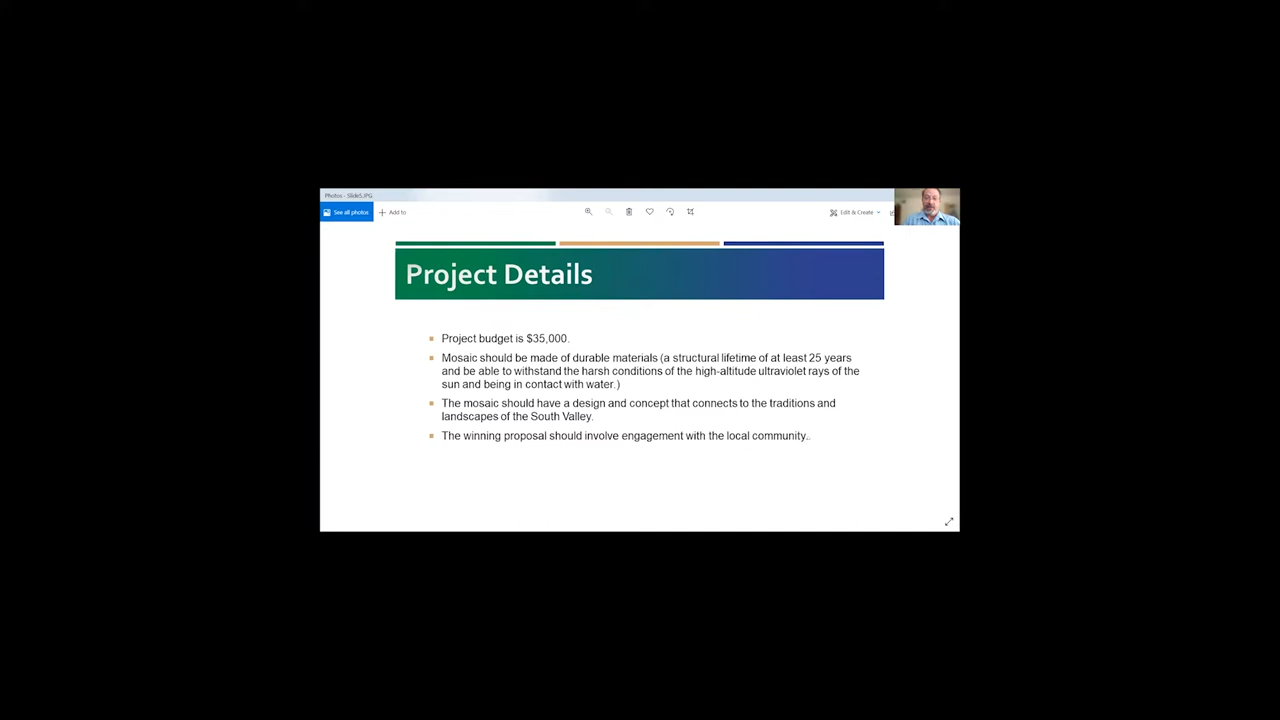 Photos - Slide5.JPG
See all photos
Add to
Edit & Create
Project Details
Project budget is $35,000.
Mosaic should be made of durable materials (a structural lifetime of at least 25 years
and be able to withstand the harsh conditions of the high-altitude ultraviolet rays of the
sun and being in contact with water.)
The mosaic should have a design and concept that connects to the traditions and
landscapes of the South Valley.
The winning proposal should involve engagement with the local community..